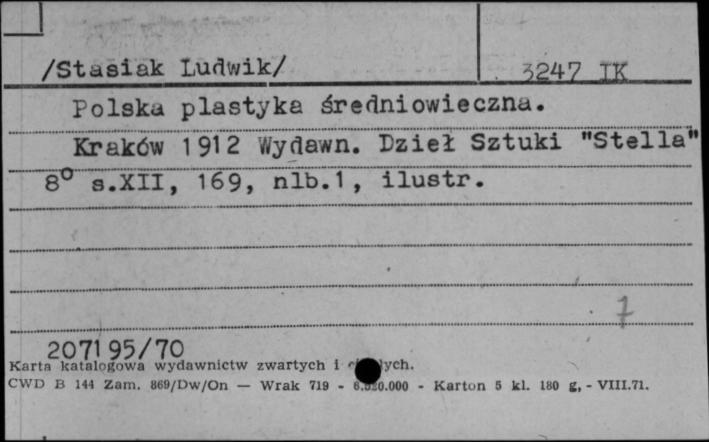 /Stasiak Ludwik/
3247 IK
Polska plastyka średniowieczna.
Kraków 1912 Wydawn. Dzieł Sztuki "Stella"
8° s.XII, 169, nlb.1, ilustr.
7
207195/70
Karta katalogowa wydawnictw zwartych i
CWD B 144 Zam. 869/Dw/On — Wrak 719 - - Karton 5 kl. 180 g, - VIII.71.